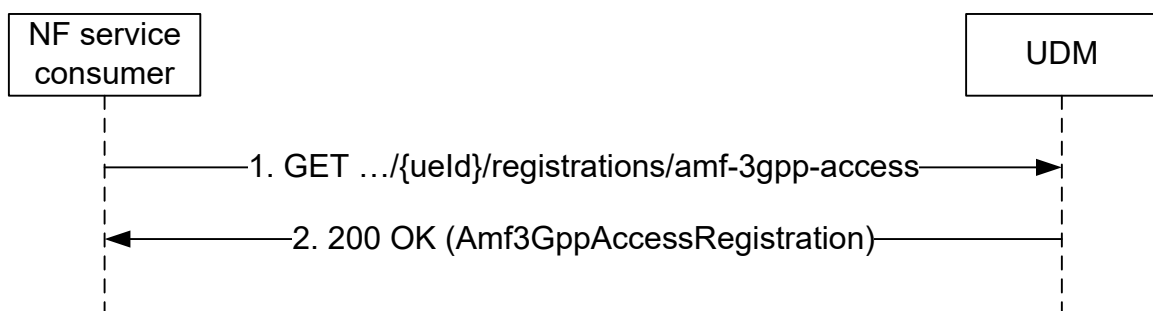 NF service
consumer
UDM
1. GET …/{ueId}/registrations/amf-3gpp-access
2. 200 OK (Amf3GppAccessRegistration)